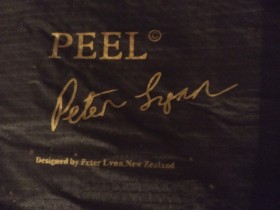 PEEL©
Peter Lynn
Designed by Peter Lynn, New Zealand